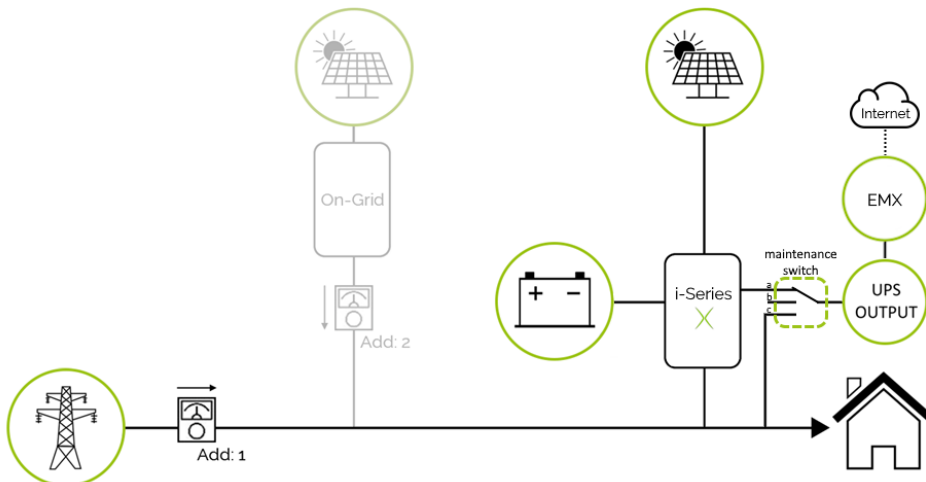 Internet
On-Grid
EMX
maintenance
switch
i-Series
X
a
b
c
UPS
OUTPUT
+ −
Add: 2
Add: 1